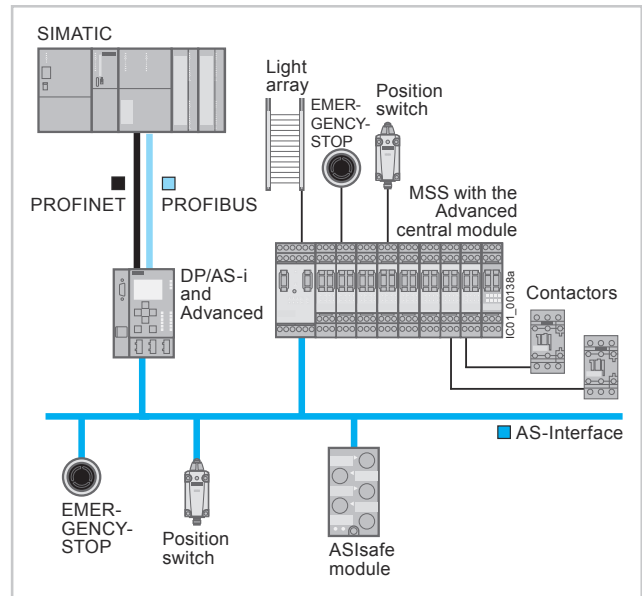 SIMATIC
Light
array
EMER-
GENCY-
STOP
Position
switch
PROFINET
PROFIBUS
MSS with the
Advanced
central module
DP/AS-i
and
Advanced
IC01_00138a
Contactors
AS-Interface
EMER-
GENCY-
STOP
Position
switch
ASIsafe
module